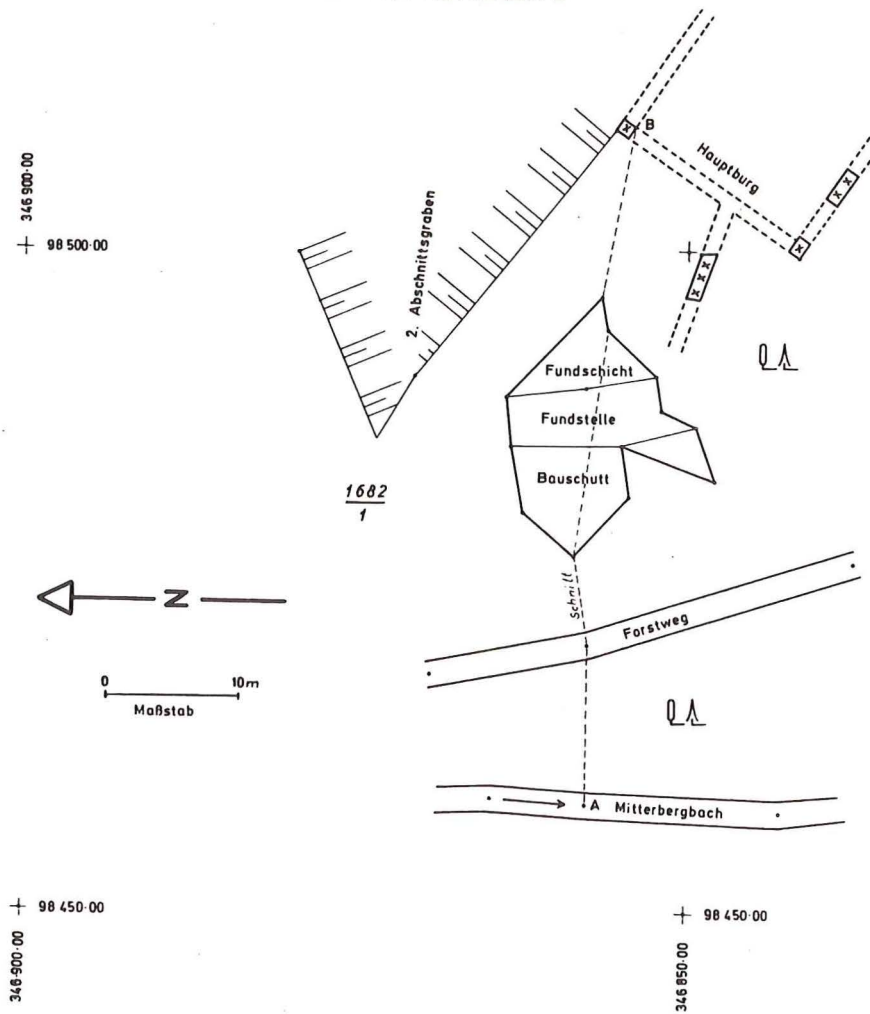 B
Hauptburg
x
x x
x
x x x
346 900·00
98 500·00
2. Abschnittsgraben
Fundschicht
Fundstelle
Bauschutt
1682
1
N
Schnitt
Forstweg
0 10m
Maßstab
A Mitterbergbach
98 450·00
98 450·00
346·900·00
346 850·00